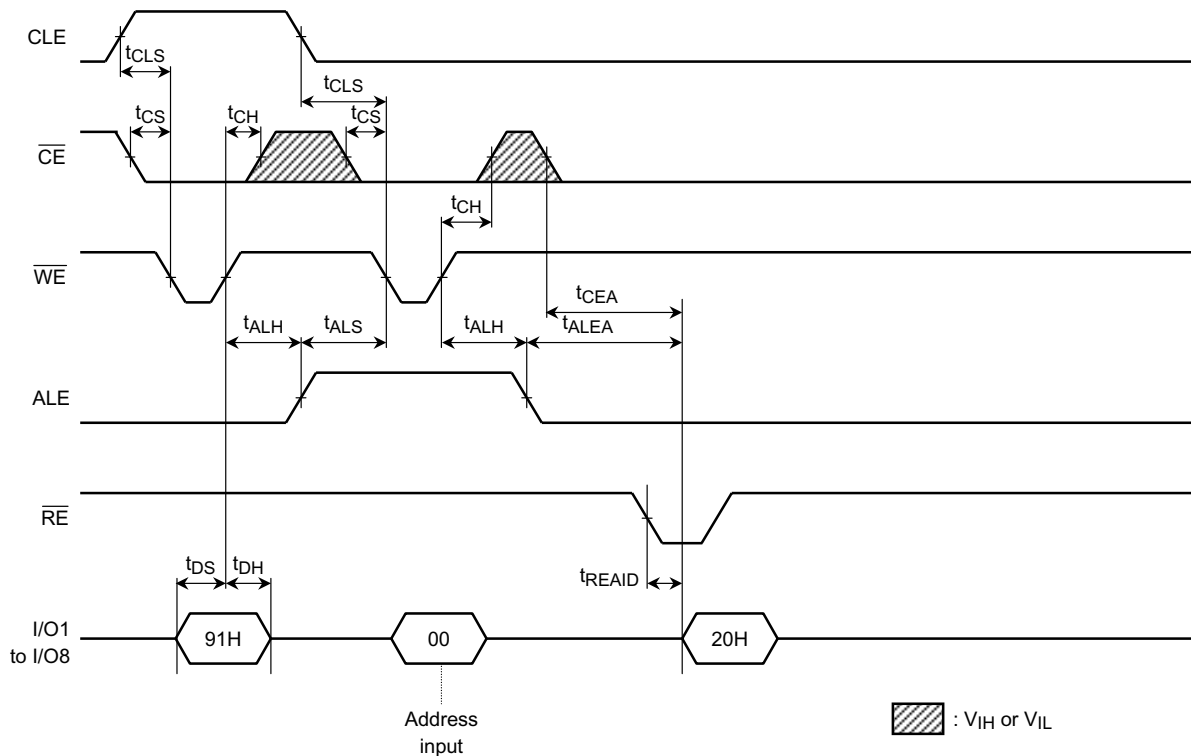 CLE
tCLS
tCLS
tCS
tCH
tCS
CE
tCH
WE
tCEA
tALH
tALS
tALH
tALEA
ALE
RE
tDS
tDH
tREAID
I/O1
to I/O8
91H
00
20H
Address
input
: VIH or VIL